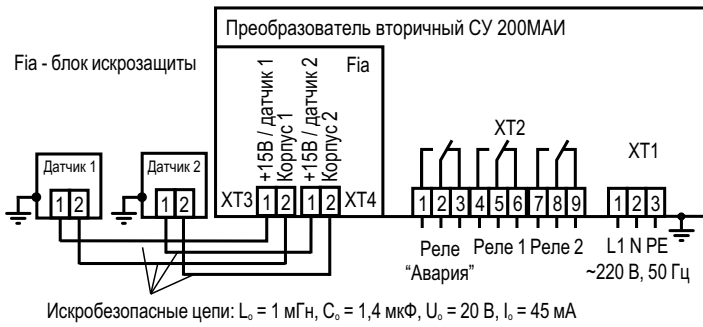 Преобразователь вторичный СУ 200МАИ
Fia - блок искрозащиты
Fia
+15В / датчик 1
Корпус 1
+15В / датчик 2
Корпус 2
Датчик 1
1 2
Датчик 2
1 2
XT3 1 2 1 2 XT4
XT2
1 2 3 4 5 6 7 8 9
XT1
1 2 3
Реле “Авария”
Реле 1
Реле 2
L1 N PE
~220 В, 50 Гц
Искробезопасные цепи: Lₒ = 1 мГн, Cₒ = 1,4 мкФ, Uₒ = 20 В, Iₒ = 45 мА